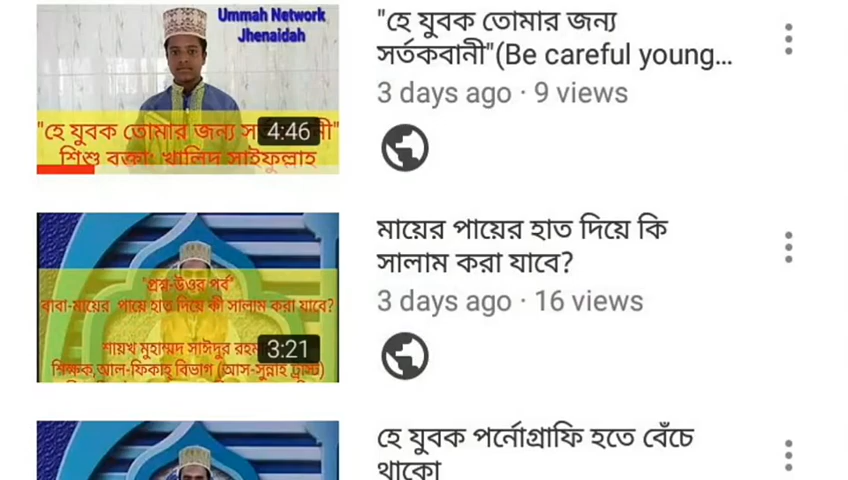 Ummah Network
Jhenaidah
"হে যুবক তোমার জন্য
সর্তকবানী"(Be careful young...
3 days ago · 9 views
"হে যুবক তোমার জন্য
4:46
শিশু বক্তাঃ খালিদ সাইফুল্লাহ
মায়ের পায়ের হাত দিয়ে কি
সালাম করা যাবে?
3 days ago · 16 views
"প্রশ্ন-উওর পর্ব"
বাবা-মায়ের পায়ে হাত দিয়ে কী সালাম করা যাবে?
শায়খ মুহাম্মদ সাঈদুর
3:21
শিক্ষক,আল-ফিকাহ বিভাগ (আস-সুন্নাহ ট্রাস্ট)
হে যুবক পর্নোগ্রাফি হতে বেঁচে
থাকো